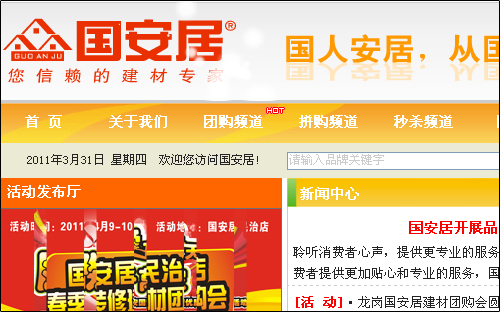 国安居®
GUO AN JU
您信赖的建材专家
国人安居，从国
首 页 关于我们 团购频道 HOT 拼购频道 秒杀频道
2011年3月31日 星期四 欢迎您访问国安居！ 请输入品牌关键字
活动发布厅
活动时间：2011年4月9-10 活动地址：国安居民治店
国安居民治店
春季装修建材团购会
新闻中心
国安居开展品
聆听消费者心声，提供更专业的服务
费者提供更加贴心和专业的服务，国
[活 动]·龙岗国安居建材团购会圆